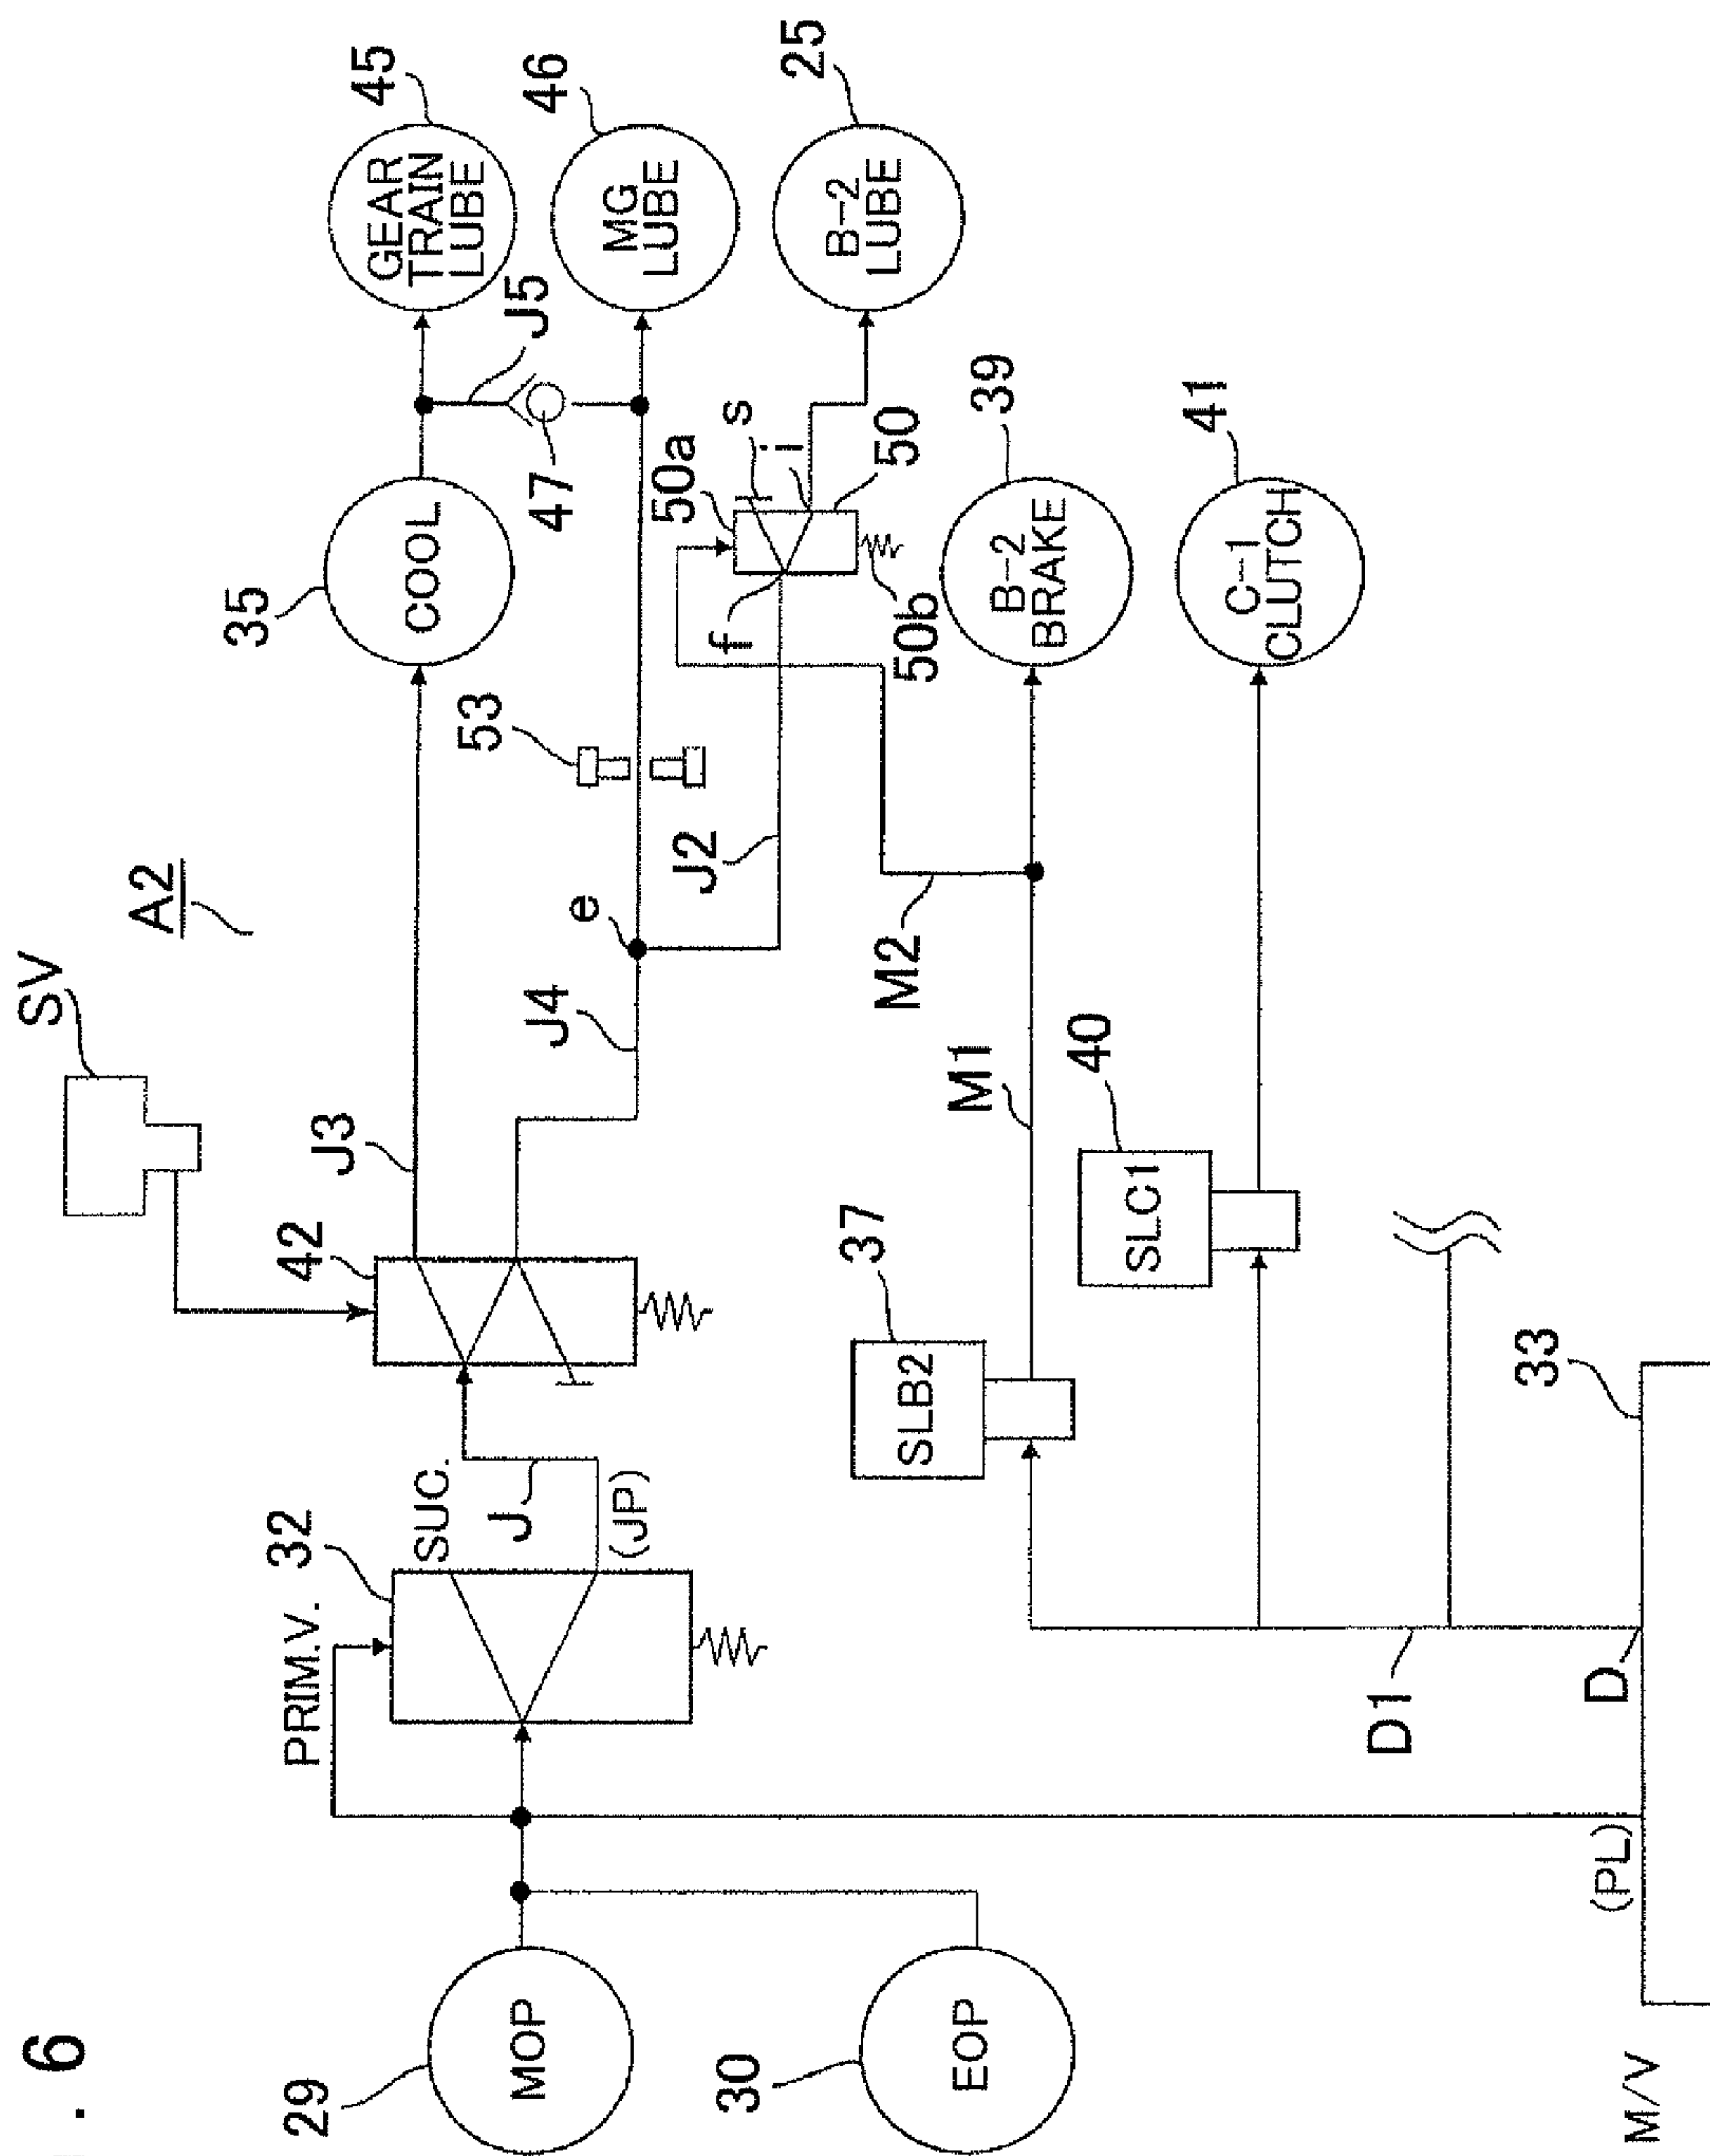 . 6
A2
SV
PRIM.V.
32
SUC.
J
(JP)
42
J3
J4
e
53
35
COOL
J5
47
GEAR
TRAIN
LUBE
45
MG
LUBE
46
B-2
LUBE
25
50a
s
i
50
f
50b
J2
M2
M1
B-2
BRAKE
39
C-1
CLUTCH
41
37
SLB2
40
SLC1
MOP
29
EOP
30
D1
D
33
(PL)
M/V